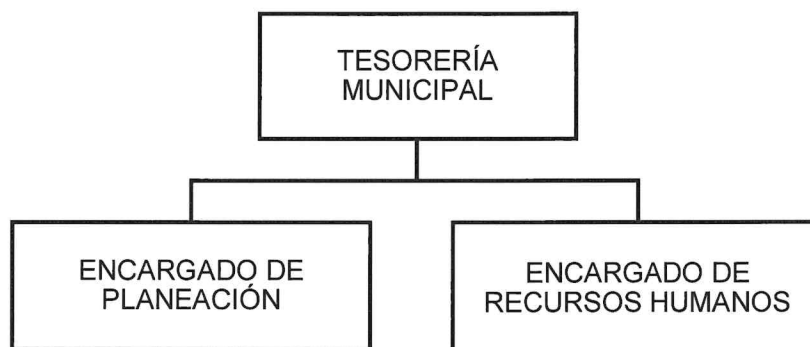 TESORERÍA
MUNICIPAL
ENCARGADO DE
PLANEACIÓN
ENCARGADO DE
RECURSOS HUMANOS